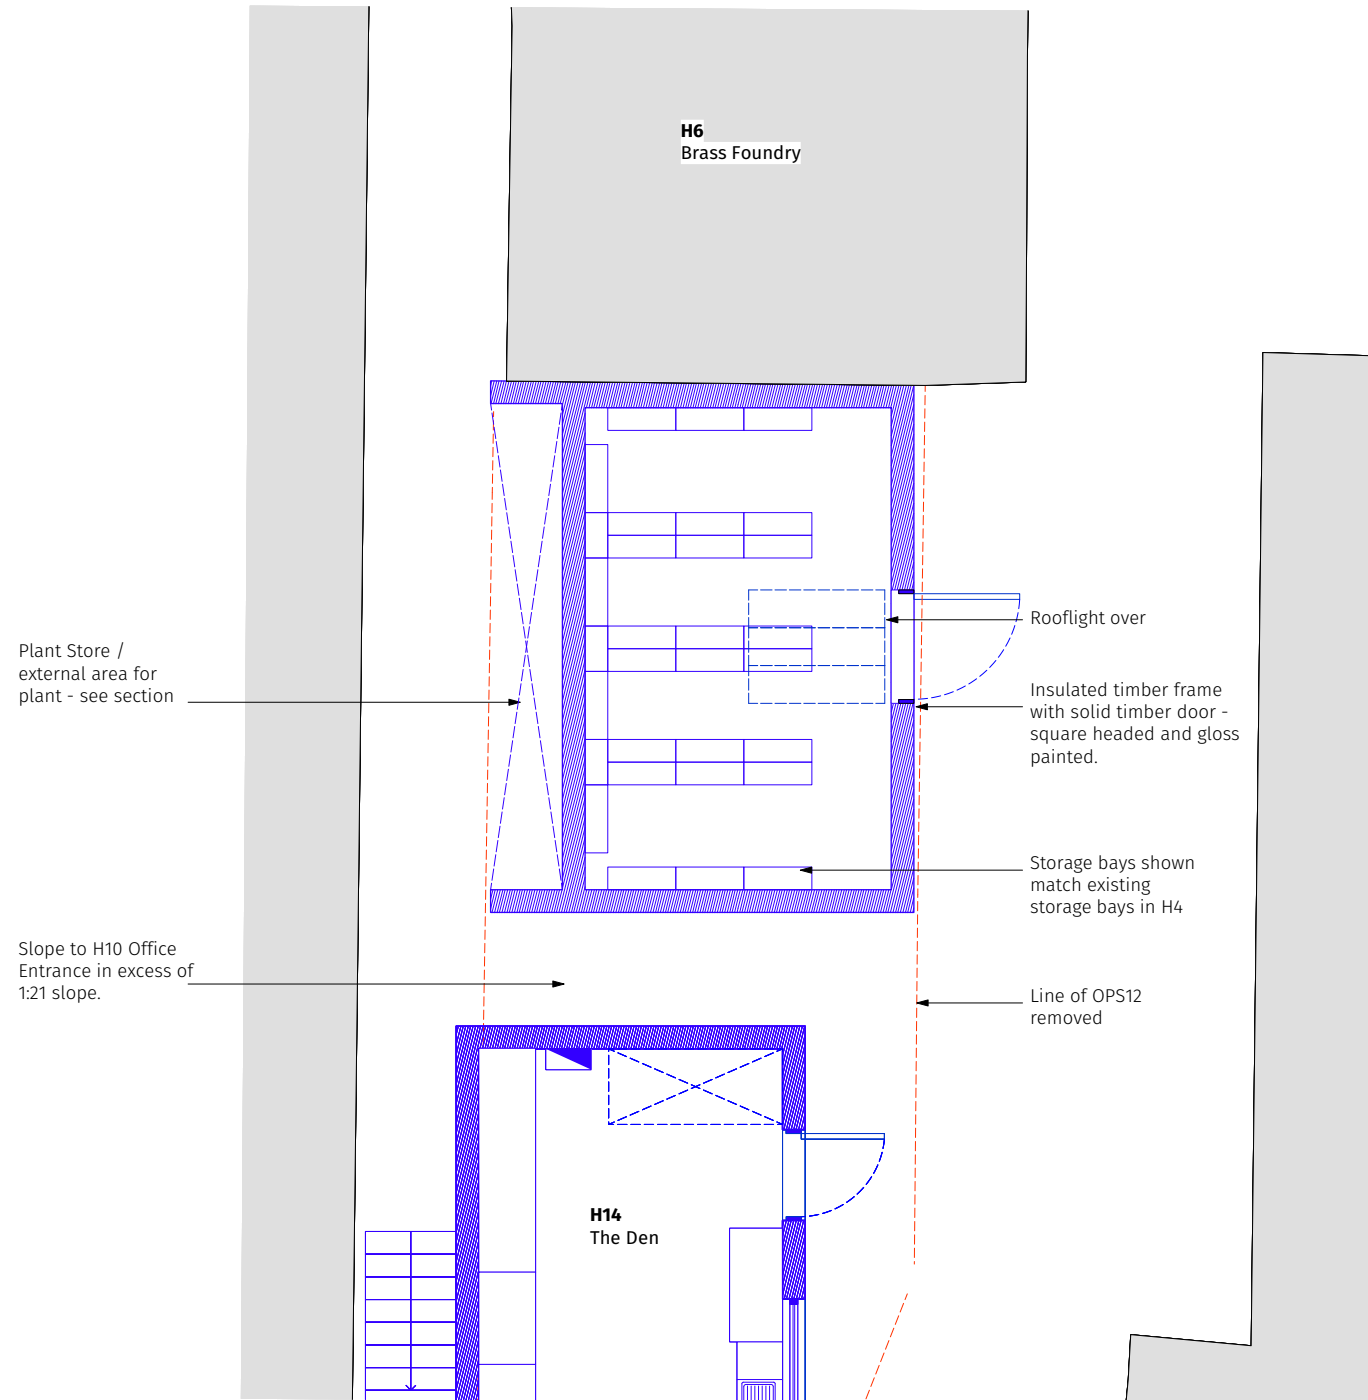 H6
Brass Foundry
Rooflight over
Plant Store /
external area for
plant - see section
Insulated timber frame
with solid timber door -
square headed and gloss
painted.
Storage bays shown
match existing
storage bays in H4
Slope to H10 Office
Entrance in excess of
1:21 slope.
Line of OPS12
removed
H14
The Den